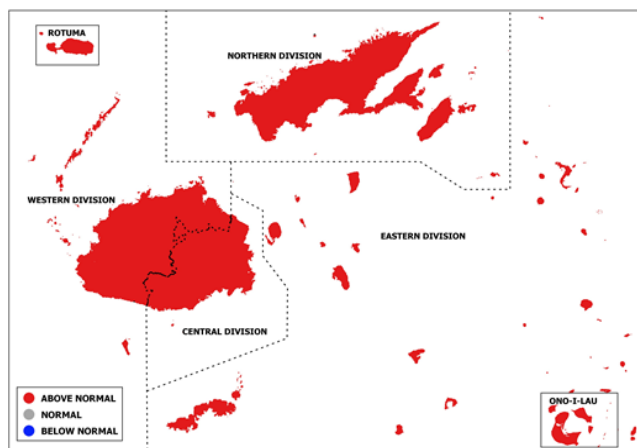 ROTUMA
NORTHERN DIVISION
WESTERN DIVISION
EASTERN DIVISION
CENTRAL DIVISION
ABOVE NORMAL
NORMAL
BELOW NORMAL
ONO-I-LAU